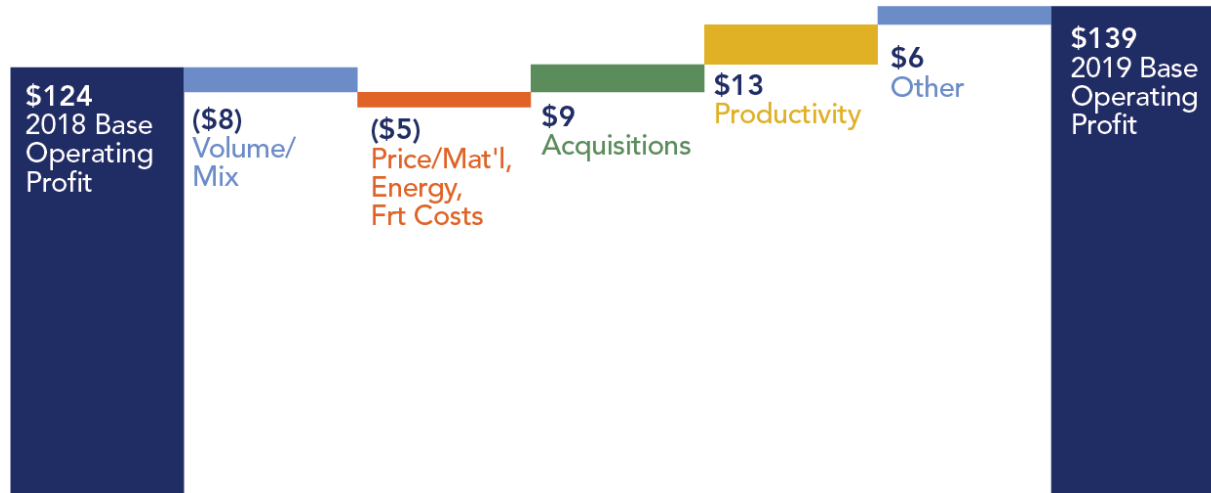 $124
2018 Base
Operating
Profit
($8)
Volume/
Mix
($5)
Price/Mat'l,
Energy,
Frt Costs
$9
Acquisitions
$13
Productivity
$6
Other
$139
2019 Base
Operating
Profit